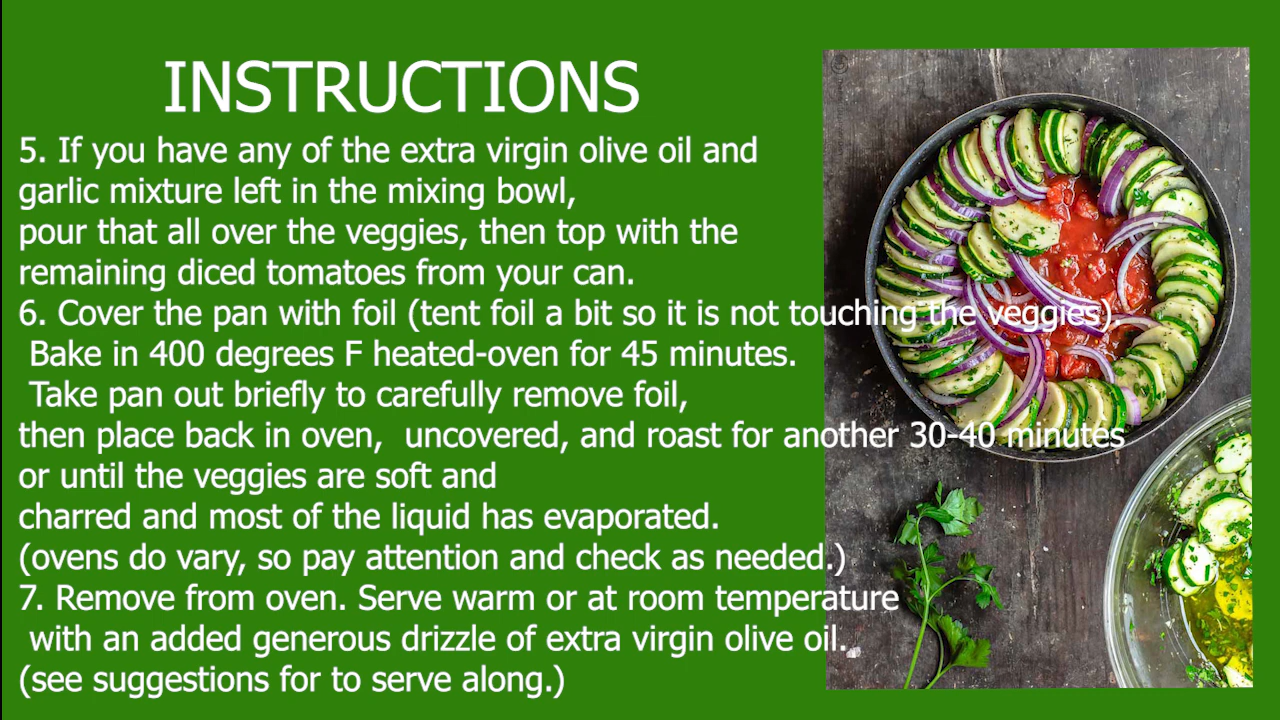 INSTRUCTIONS
5. If you have any of the extra virgin olive oil and
garlic mixture left in the mixing bowl,
pour that all over the veggies, then top with the
remaining diced tomatoes from your can.
6. Cover the pan with foil (tent foil a bit so it is not touching the veggies).
Bake in 400 degrees F heated-oven for 45 minutes.
Take pan out briefly to carefully remove foil,
then place back in oven,  uncovered, and roast for another 30-40 minutes
or until the veggies are soft and
charred and most of the liquid has evaporated.
(ovens do vary, so pay attention and check as needed.)
7. Remove from oven. Serve warm or at room temperature
with an added generous drizzle of extra virgin olive oil.
(see suggestions for to serve along.)